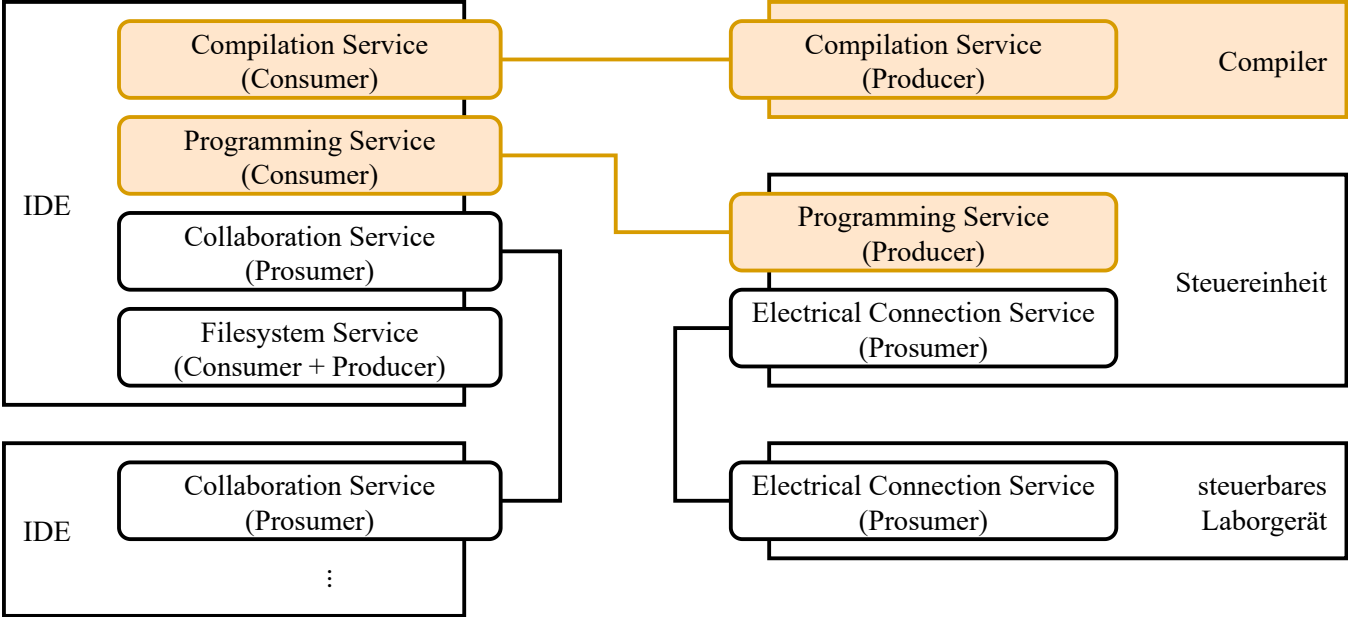 IDE
Compilation Service
(Consumer)
Programming Service
(Consumer)
Collaboration Service
(Prosumer)
Filesystem Service
(Consumer + Producer)
IDE
Collaboration Service
(Prosumer)
⋮
Compilation Service
(Producer)
Compiler
Programming Service
(Producer)
Electrical Connection Service
(Prosumer)
Steuereinheit
Electrical Connection Service
(Prosumer)
steuerbares
Laborgerät